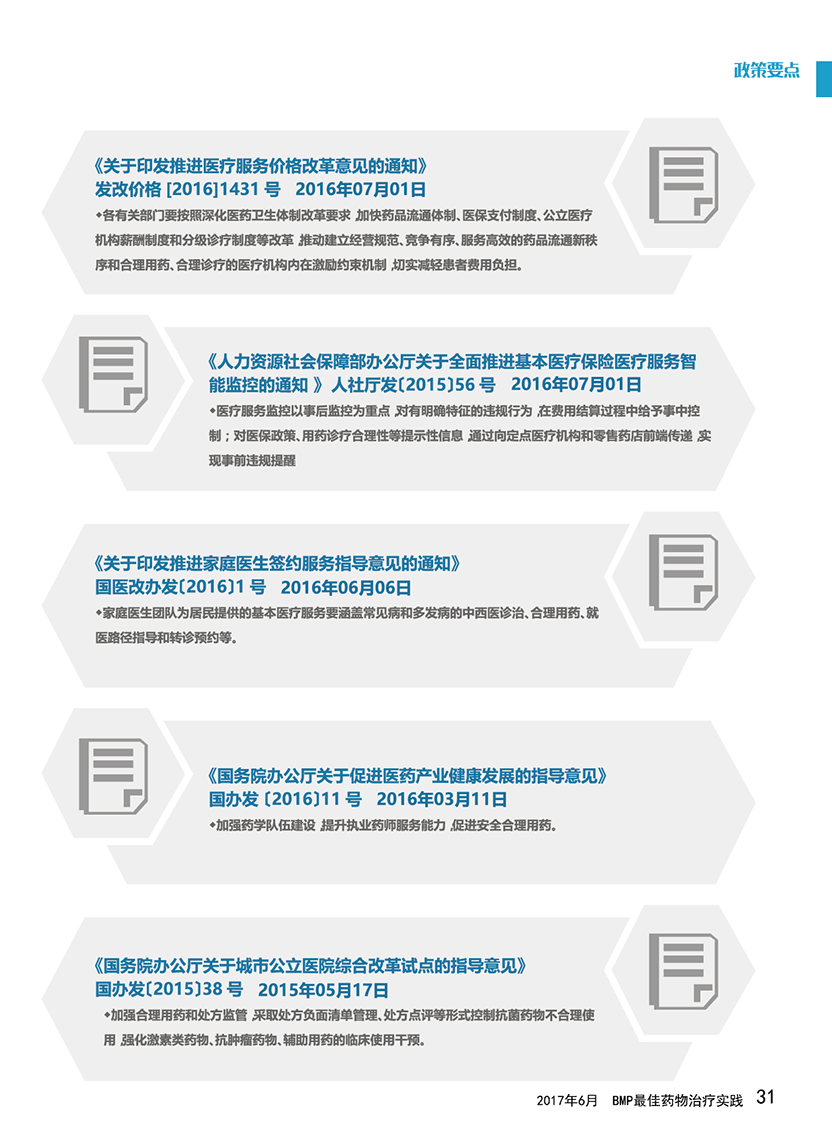 政策要点
《关于印发推进医疗服务价格改革意见的通知》
发改价格 [2016]1431 号 2016年07月01日
◆各有关部门要按照深化医药卫生体制改革要求,加快药品流通体制、医保支付制度、公立医疗
机构薪酬制度和分级诊疗制度等改革,推动建立经营规范、竞争有序、服务高效的药品流通新秩
序和合理用药、合理诊疗的医疗机构内在激励约束机制,切实减轻患者费用负担。
《人力资源社会保障部办公厅关于全面推进基本医疗保险医疗服务智
能监控的通知 》 人社厅发〔2015〕56 号 2016年07月01日
◆医疗服务监控以事后监控为重点,对有明确特征的违规行为,在费用结算过程中给予事中控
制；对医保政策、用药诊疗合理性等提示性信息,通过向定点医疗机构和零售药店前端传递,实
现事前违规提醒
《关于印发推进家庭医生签约服务指导意见的通知》
国医改办发〔2016〕1 号 2016年06月06日
◆家庭医生团队为居民提供的基本医疗服务要涵盖常见病和多发病的中西医诊治、合理用药、就
医路径指导和转诊预约等。
《国务院办公厅关于促进医药产业健康发展的指导意见》
国办发〔2016〕11 号 2016年03月11日
◆加强药学队伍建设,提升执业药师服务能力,促进安全合理用药。
《国务院办公厅关于城市公立医院综合改革试点的指导意见》
国办发〔2015〕38 号 2015年05月17日
◆加强合理用药和处方监管,采取处方负面清单管理、处方点评等形式控制抗菌药物不合理使
用,强化激素类药物、抗肿瘤药物、辅助用药的临床使用干预。
2017年6月 BMP最佳药物治疗实践 31